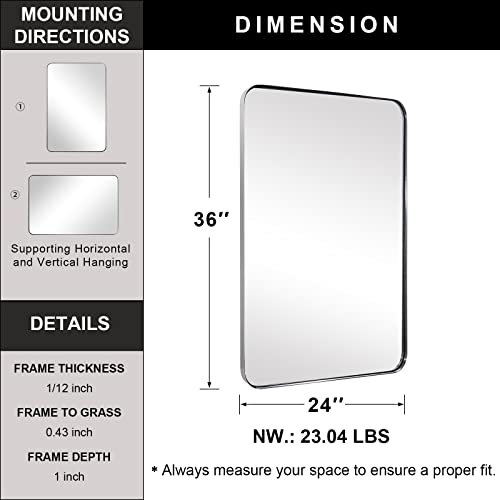 MOUNTING
DIRECTIONS
①
②
Supporting Horizontal
and Vertical Hanging
DETAILS
FRAME THICKNESS
1/12 inch
FRAME TO GRASS
0.43 inch
FRAME DEPTH
1 inch
DIMENSION
36′′
24′′
NW.: 23.04 LBS
* Always measure your space to ensure a proper fit.